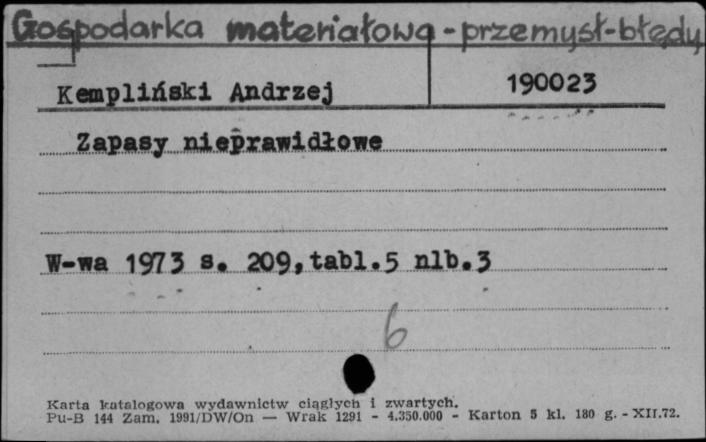 Gospodarka materiałowa - przemysł - błędy
Kempliński Andrzej 190023
Zapasy nieprawidłowe
W-wa 1973 s. 209,tabl.5 nlb.3
6
Karta katalogowa wydawnictw ciągłych i zwartych.
Pu-B 144 Zam. 1991/DW/On — Wrak 1291 - 4.350.000 - Karton 5 kl. 180 g. - XII.72.